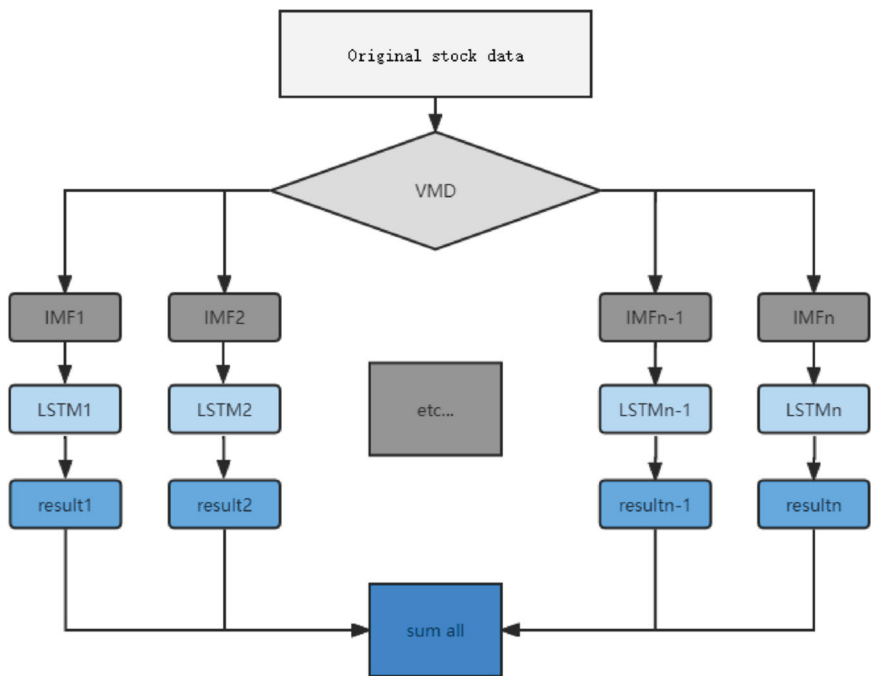 Original stock data
VMD
IMF1
IMF2
IMFn-1
IMFn
LSTM1
LSTM2
etc...
LSTMn-1
LSTMn
result1
result2
resultn-1
resultn
sum all